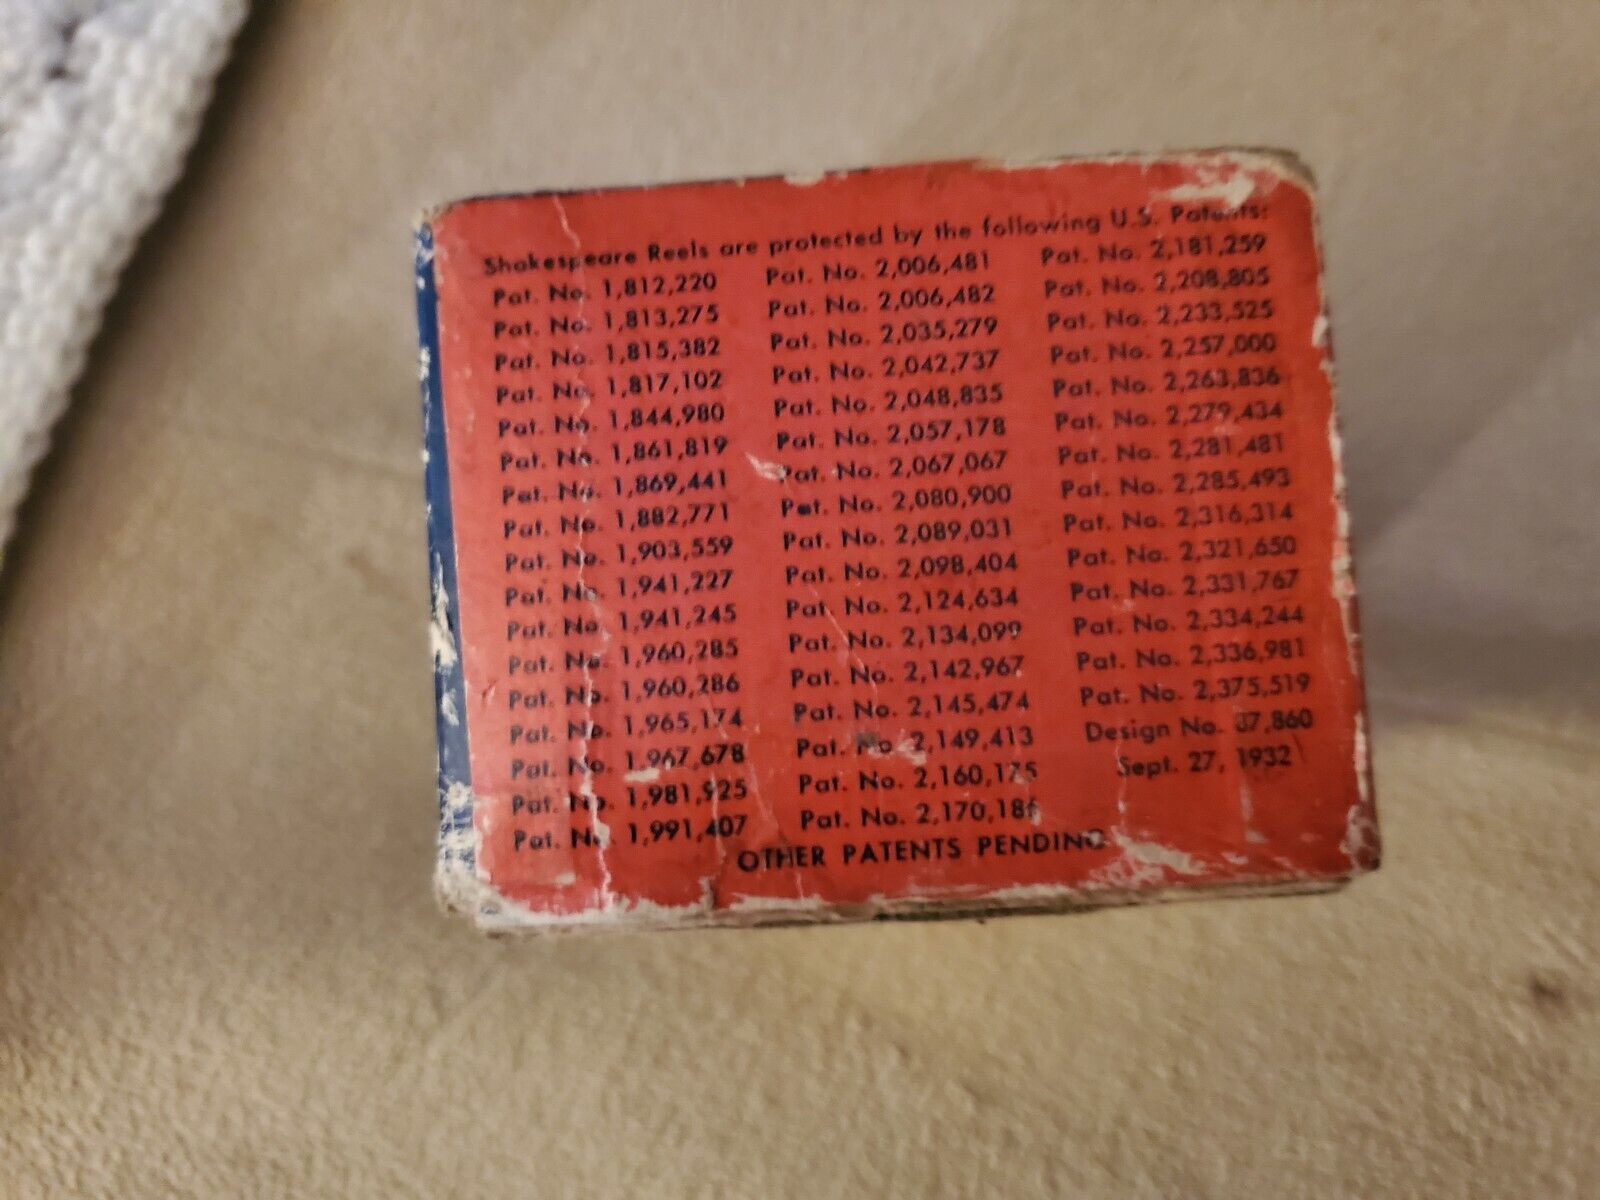 Shakespeare Reels are protected by the following U.S. Patents:
Pat. No. 1,812,220
Pat. No. 1,813,275
Pat. No. 1,815,382
Pat. No. 1,817,102
Pat. No. 1,844,980
Pat. No. 1,861,819
Pat. No. 1,869,441
Pat. No. 1,882,771
Pat. No. 1,903,559
Pat. No. 1,941,227
Pat. No. 1,941,245
Pat. No. 1,960,285
Pat. No. 1,960,286
Pat. No. 1,965,174
Pat. No. 1,967,678
Pat. No. 1,981,925
Pat. No. 1,991,407
Pat. No. 2,006,481
Pat. No. 2,006,482
Pat. No. 2,035,279
Pat. No. 2,042,737
Pat. No. 2,048,835
Pat. No. 2,057,178
Pat. No. 2,067,067
Pat. No. 2,080,900
Pat. No. 2,089,031
Pat. No. 2,098,404
Pat. No. 2,124,634
Pat. No. 2,134,099
Pat. No. 2,142,967
Pat. No. 2,145,474
Pat. No. 2,149,413
Pat. No. 2,160,175
Pat. No.
Pat. No. 2,181,259
Pat. No. 2,208,805
Pat. No. 2,233,525
Pat. No. 2,257,000
Pat. No. 2,263,836
Pat. No. 2,279,434
Pat. No. 2,281,481
Pat. No. 2,285,493
Pat. No. 2,316,314
Pat. No. 2,321,650
Pat. No. 2,331,767
Pat. No. 2,334,244
Pat. No. 2,336,981
Pat. No. 2,375,519
Design No. 87,860
Sept. 27, 1932
OTHER PATENTS PENDING